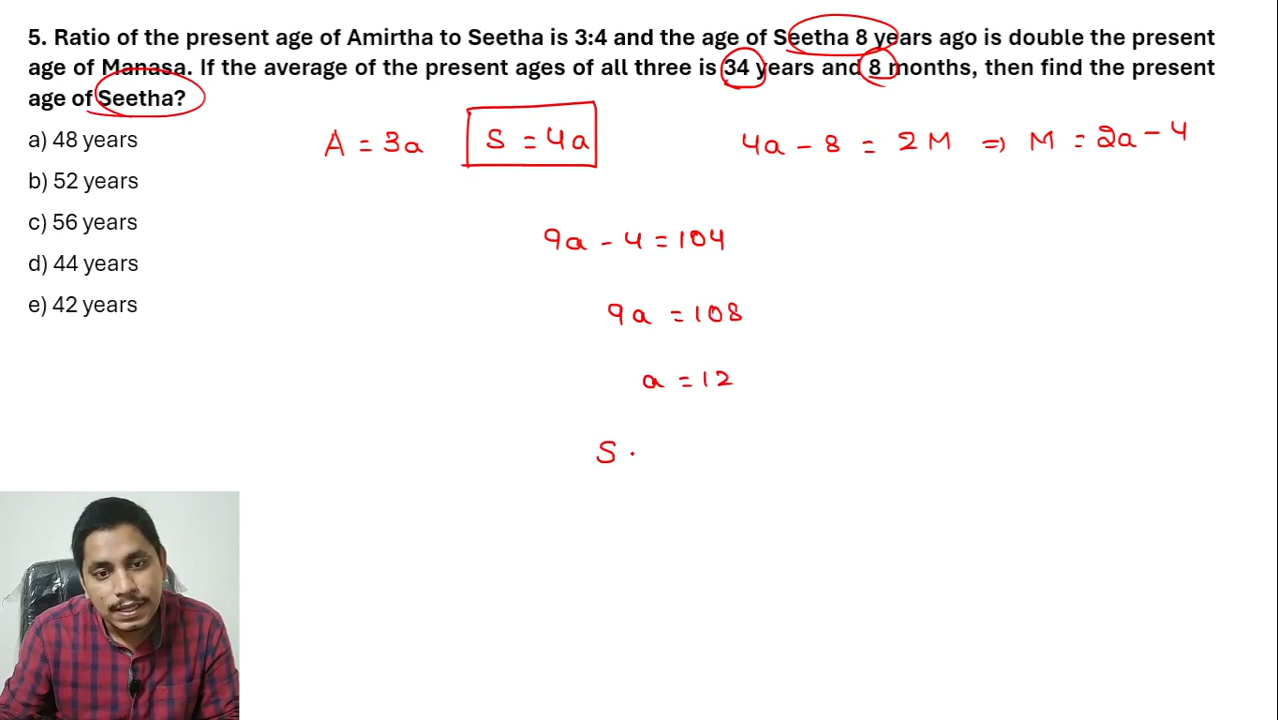 5. Ratio of the present age of Amirtha to Seetha is 3:4 and the age of Seetha 8 years ago is double the present
age of Manasa. If the average of the present ages of all three is 34 years and 8 months, then find the present
age of Seetha?
a) 48 years
A = 3a S = 4a 4a - 8 = 2M ⇒ M = 2a - 4
b) 52 years
c) 56 years
9a - 4 = 104
d) 44 years
e) 42 years
9a = 108
a = 12
S